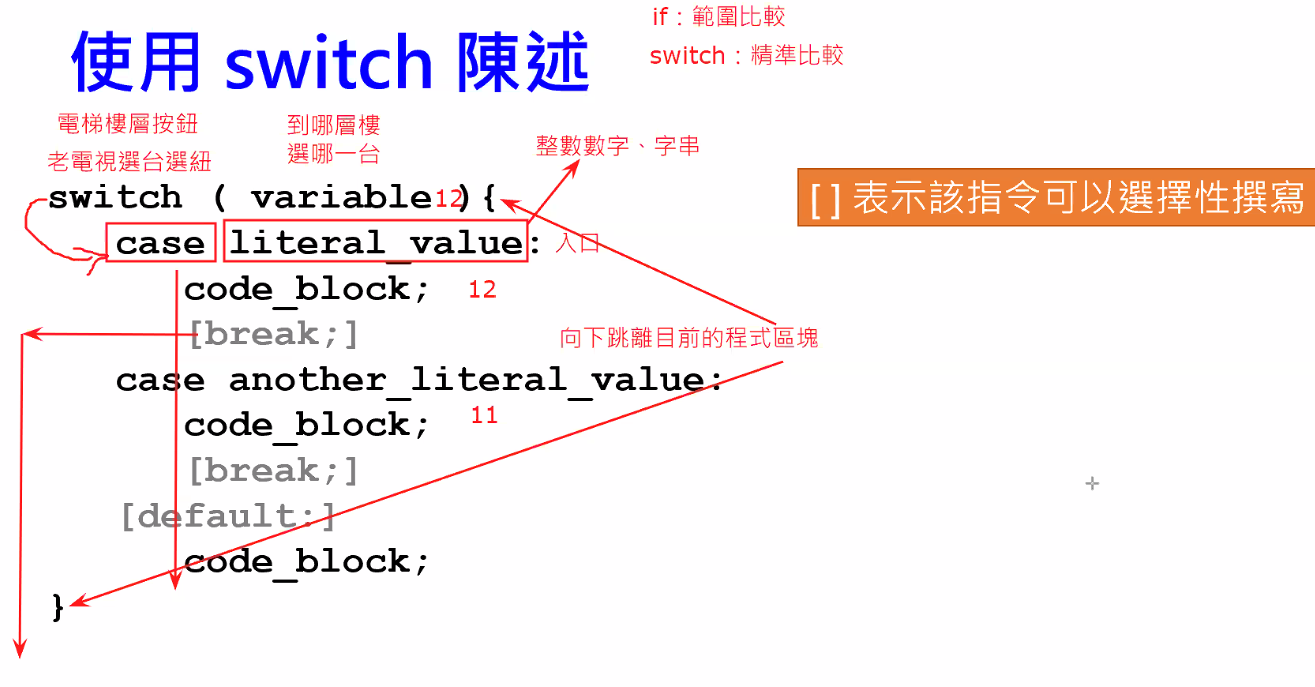 if：範圍比較
使用 switch 陳述
switch：精準比較
電梯樓層按鈕
到哪層樓
老電視選台選紐
選哪一台
整數數字、字串
switch ( variable12 ){
[ ] 表示該指令可以選擇性撰寫
case literal_value: 入口
code_block; 12
[break;]
向下跳離目前的程式區塊
case another_literal_value:
code_block; 11
[break;]
[default:]
code_block;
}